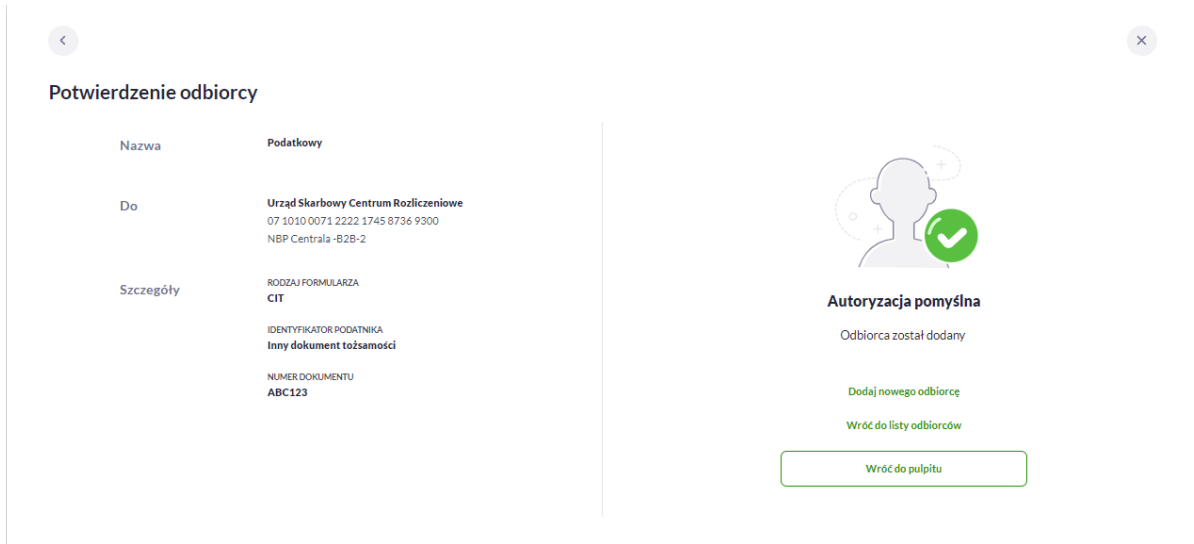 Potwierdzenie odbiorcy
Nazwa
Podatkowy
Do
Urząd Skarbowy Centrum Rozliczeniowe
07 1010 0071 2222 1745 8736 9300
NBP Centrala -B2B-2
Szczegóły
RODZAJ FORMULARZA
CIT
IDENTYFIKATOR PODATNIKA
Inny dokument tożsamości
NUMER DOKUMENTU
ABC123
Autoryzacja pomyślna
Odbiorca został dodany
Dodaj nowego odbiorcę
Wróć do listy odbiorców
Wróć do pulpitu